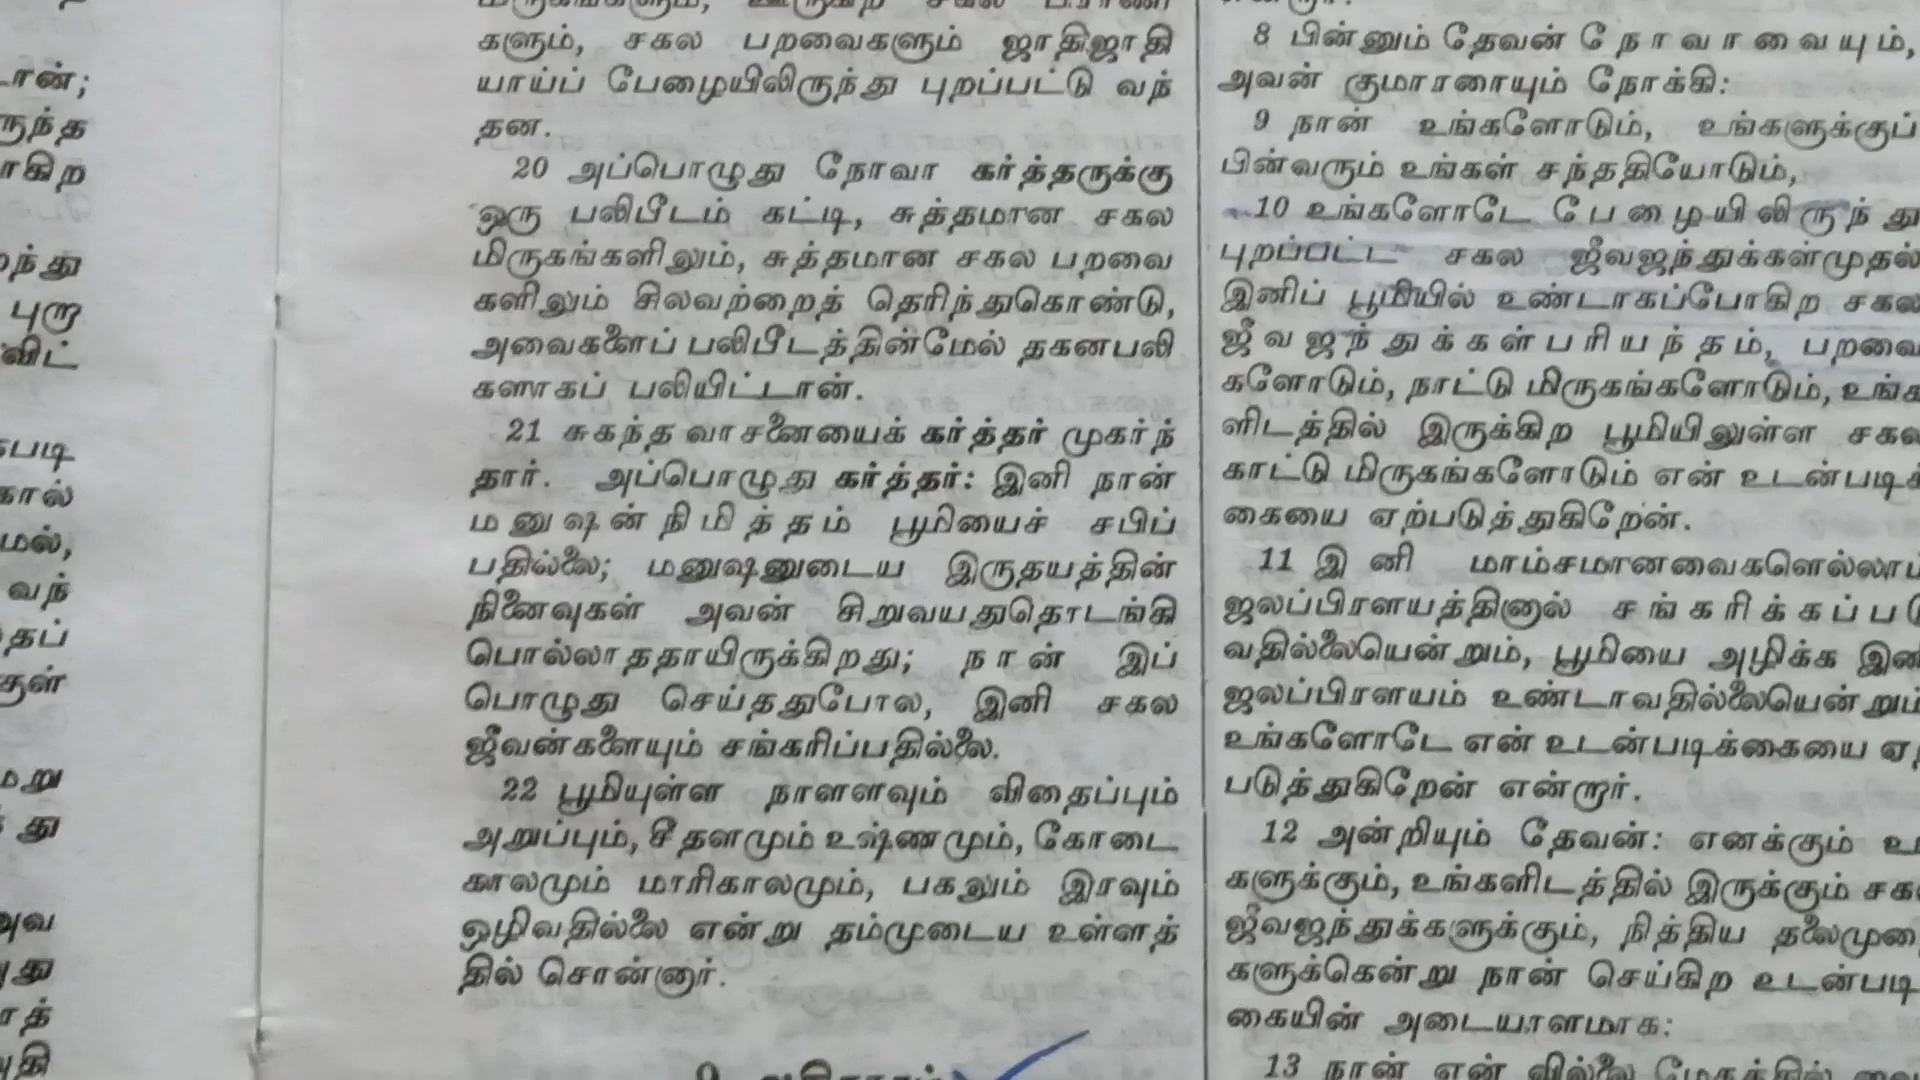 களும், சகல பறவைகளும் ஜாதிஜாதி
யாய்ப் பேழையிலிருந்து புறப்பட்டு வந்
தன.
20 அப்பொழுது நோவா கர்த்தருக்கு
ஒரு பலிபீடம் கட்டி, சுத்தமான சகல
மிருகங்களிலும், சுத்தமான சகல பறவை
களிலும் சிலவற்றைத் தெரிந்துகொண்டு,
அவைகளைப் பலிபீடத்தின்மேல் தகனபலி
களாகப் பலியிட்டான்.
21 சுகந்த வாசனையைக் கர்த்தர் முகர்ந்
தார். அப்பொழுது கர்த்தர்: இனி நான்
மனுஷன்நிமித்தம் பூமியைச் சபிப்
பதில்லை; மனுஷனுடைய இருதயத்தின்
நினைவுகள் அவன் சிறுவயதுதொடங்கி
பொல்லாததாயிருக்கிறது; நான் இப்
பொழுது செய்ததுபோல, இனி சகல
ஜீவன்களையும் சங்கரிப்பதில்லை.
22 பூமியுள்ள நாளளவும் விதைப்பும்
அறுப்பும், சீதளமும் உஷ்ணமும், கோடை
காலமும் மாரிகாலமும், பகலும் இரவும்
ஒழிவதில்லை என்று தம்முடைய உள்ளத்
தில் சொன்னார்.
8 பின்னும் தேவன் நோவாவையும்,
அவன் குமாரரையும் நோக்கி:
9 நான் உங்களோடும், உங்களுக்குப்
பின்வரும் உங்கள் சந்ததியோடும்,
10 உங்களோடே பேழையிலிருந்து
புறப்பட்ட சகல ஜீவஜந்துக்கள்முதல்
இனிப் பூமியில் உண்டாகப்போகிற சகல
ஜீவஜந்துக்கள்பரியந்தம், பறவை
களோடும், நாட்டு மிருகங்களோடும், உங்க
ளிடத்தில் இருக்கிற பூமியிலுள்ள சகல
காட்டு மிருகங்களோடும் என் உடன்படிக்
கையை ஏற்படுத்துகிறேன்.
11 இனி மாம்சமானவைகளெல்லாம்
ஜலப்பிரளயத்தினால் சங்கரிக்கப்படு
வதில்லையென்றும், பூமியை அழிக்க இனி
ஜலப்பிரளயம் உண்டாவதில்லையென்றும்
உங்களோடே என் உடன்படிக்கையை ஏற்
படுத்துகிறேன் என்றார்.
12 அன்றியும் தேவன்: எனக்கும் உ
களுக்கும், உங்களிடத்தில் இருக்கும் சக
ஜீவஜந்துக்களுக்கும், நித்திய தலைமுறை
களுக்கென்று நான் செய்கிற உடன்படி
கையின் அடையாளமாக:
13 நான் என் வில்லை மேகத்தில்